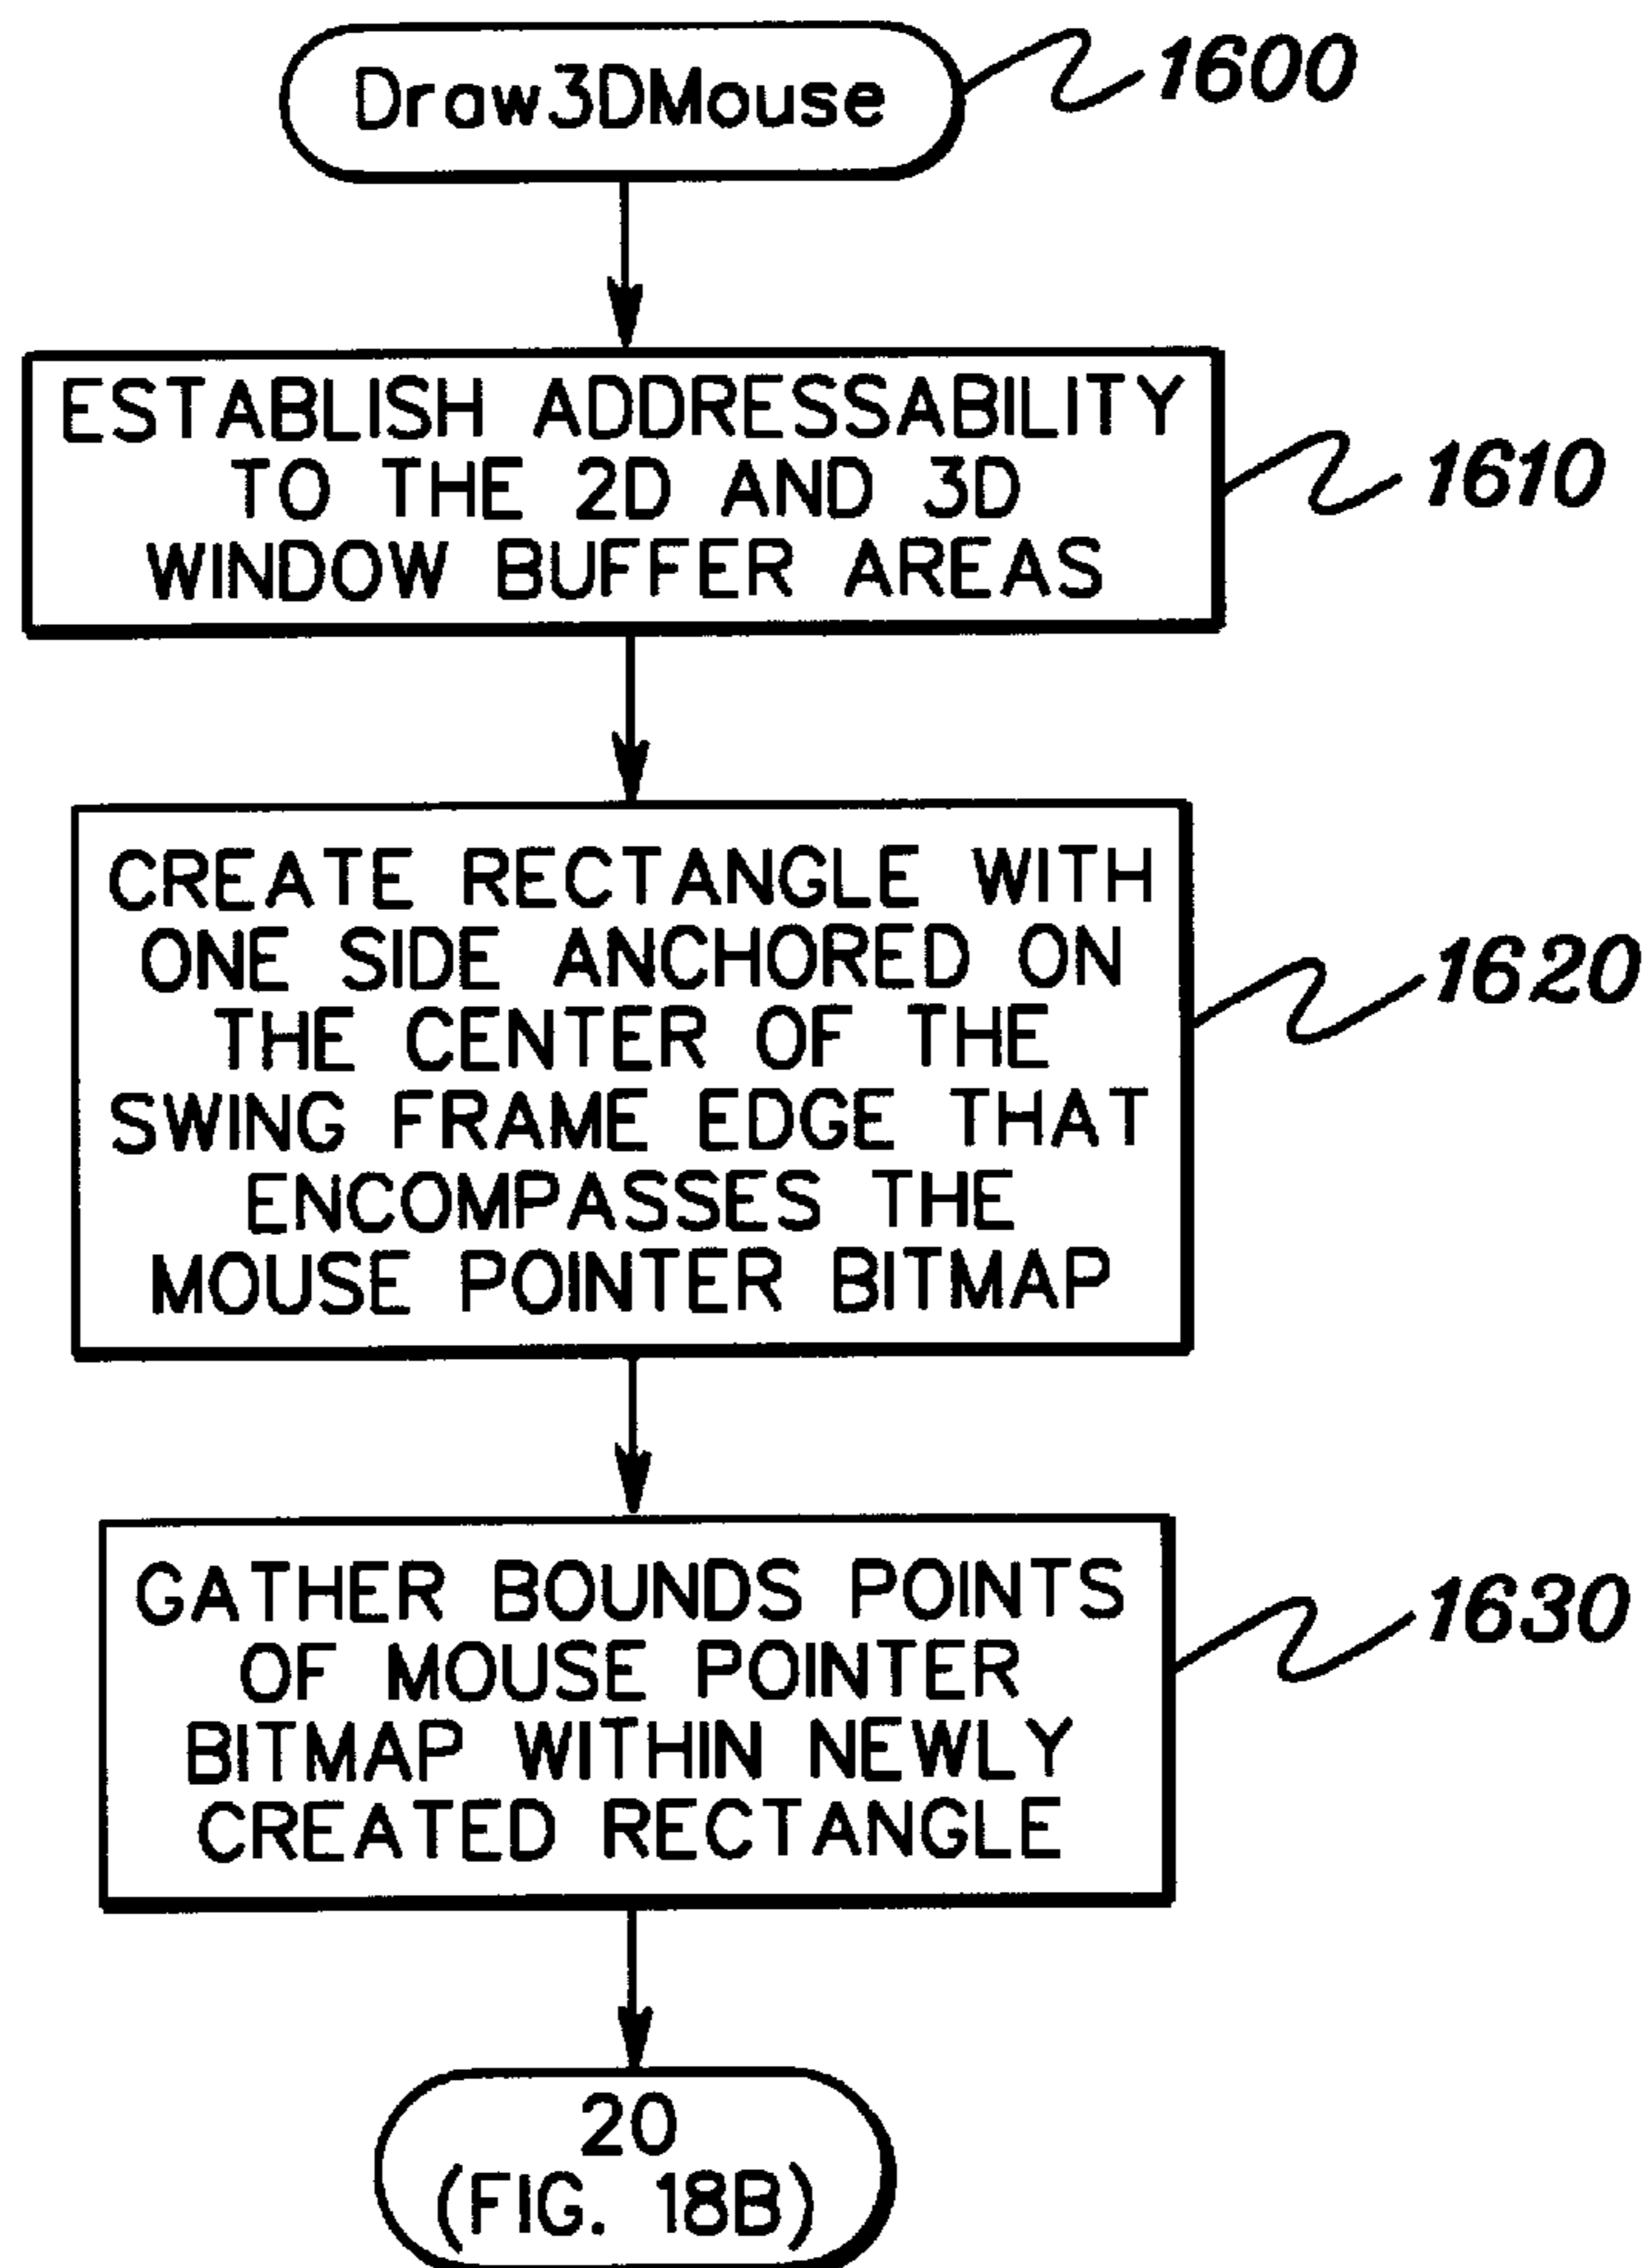 Draw3DMouse
1600
ESTABLISH ADDRESSABILITY
TO THE 2D AND 3D
WINDOW BUFFER AREAS
1610
CREATE RECTANGLE WITH
ONE SIDE ANCHORED ON
THE CENTER OF THE
SWING FRAME EDGE THAT
ENCOMPASSES THE
MOUSE POINTER BITMAP
1620
GATHER BOUNDS POINTS
OF MOUSE POINTER
BITMAP WITHIN NEWLY
CREATED RECTANGLE
1630
20
(FIG. 18B)